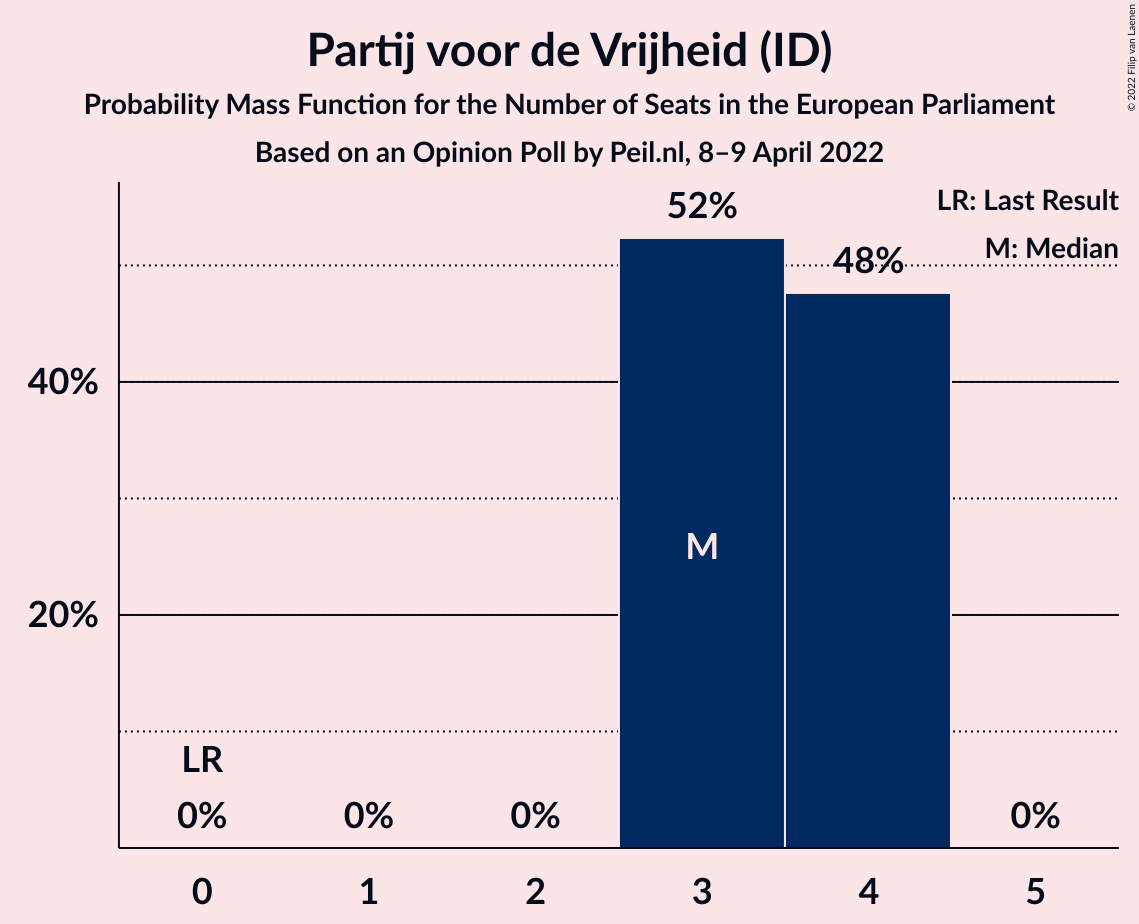 Partij voor de Vrijheid (ID)
Probability Mass Function for the Number of Seats in the European Parliament
Based on an Opinion Poll by Peil.nl, 8–9 April 2022
© 2022 Filip van Laenen
LR: Last Result
M: Median
52%
48%
40%
M
20%
LR
0%
0%
0%
0%
0
1
2
3
4
5